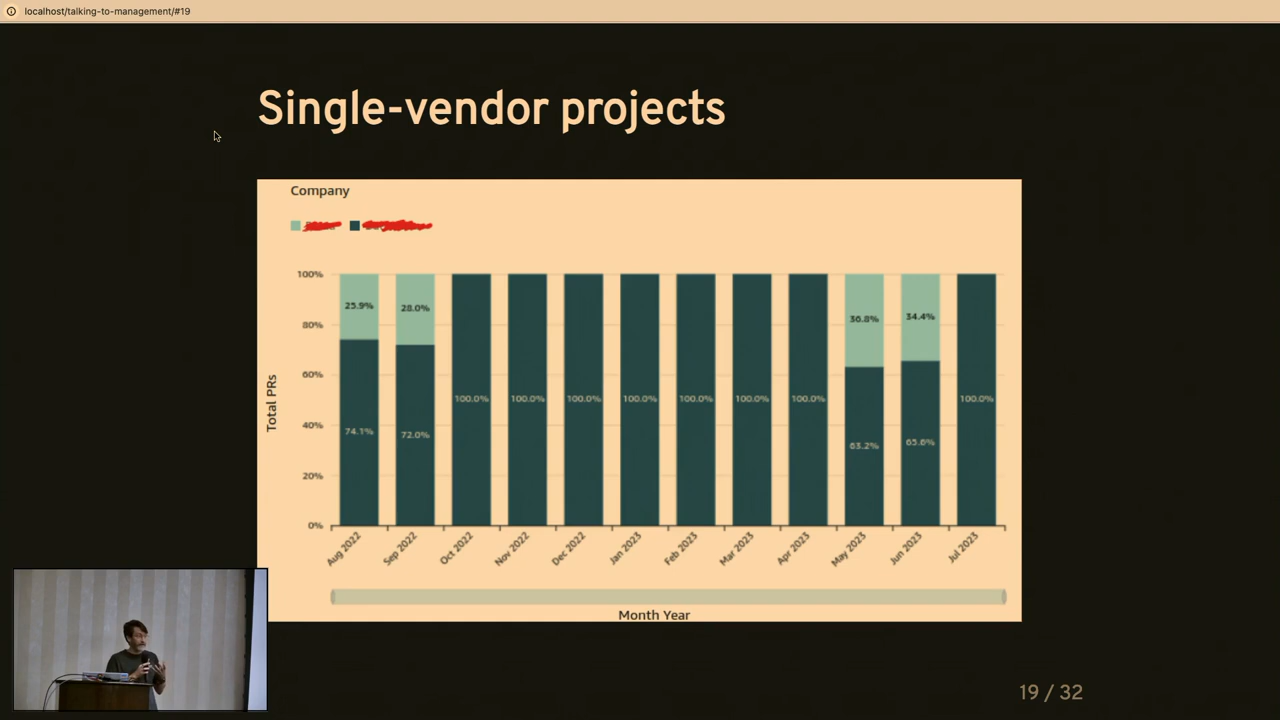 localhost/talking-to-management/#19
Single-vendor projects
Company
100%
80%
60%
40%
20%
0%
Total PRs
25.9%
28.0%
36.8%
34.4%
100.0% 100.0% 100.0% 100.0% 100.0% 100.0% 100.0% 100.0%
74.1%
72.0%
63.2%
65.6%
Aug 2022 Sep 2022 Oct 2022 Nov 2022 Dec 2022 Jan 2023 Feb 2023 Mar 2023 Apr 2023 May 2023 Jun 2023 Jul 2023
Month Year
19 / 32